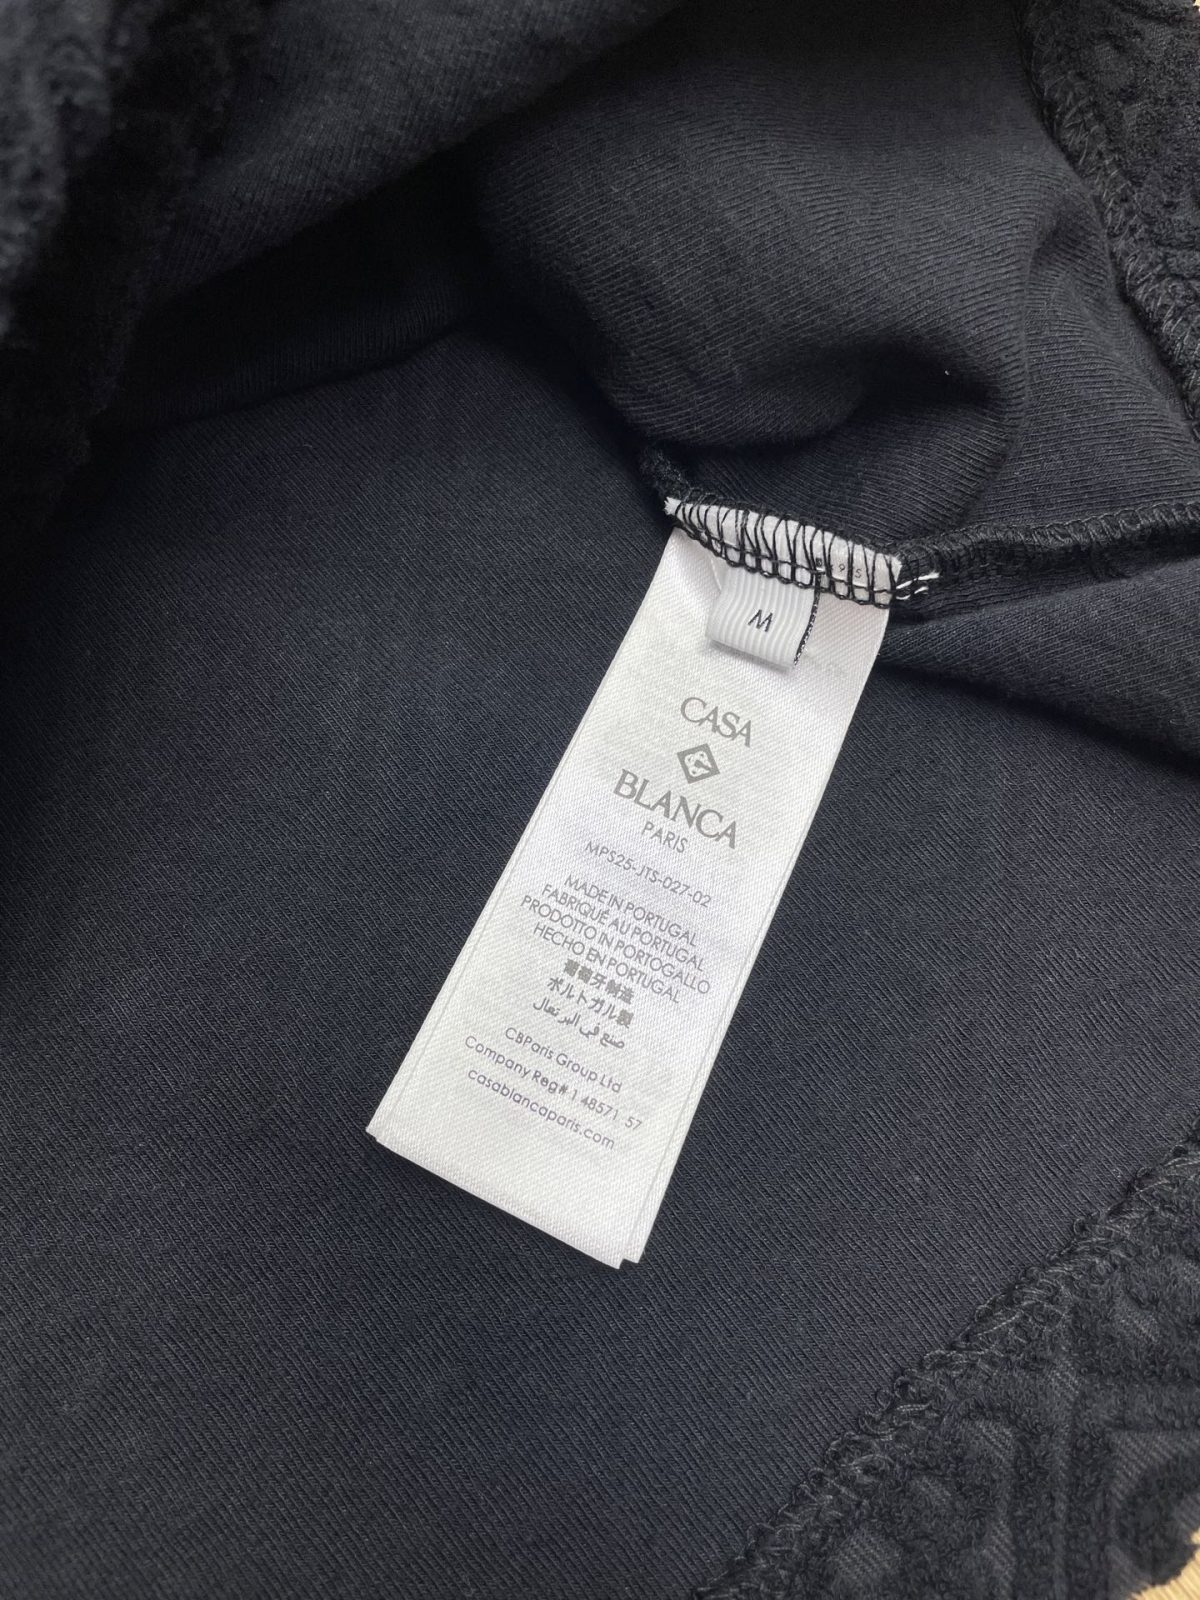 M
CASA
BLANCA
PARIS
MPS25-JTS-027-02
MADE IN PORTUGAL
FABRIQUÉ AU PORTUGAL
PRODOTTO IN PORTOGALLO
HECHO EN PORTUGAL
葡萄牙制造
ポルトガル製
صنع في البرتغال
CBParis Group Ltd
Company Reg# 1 48571 57
casablancaparis.com